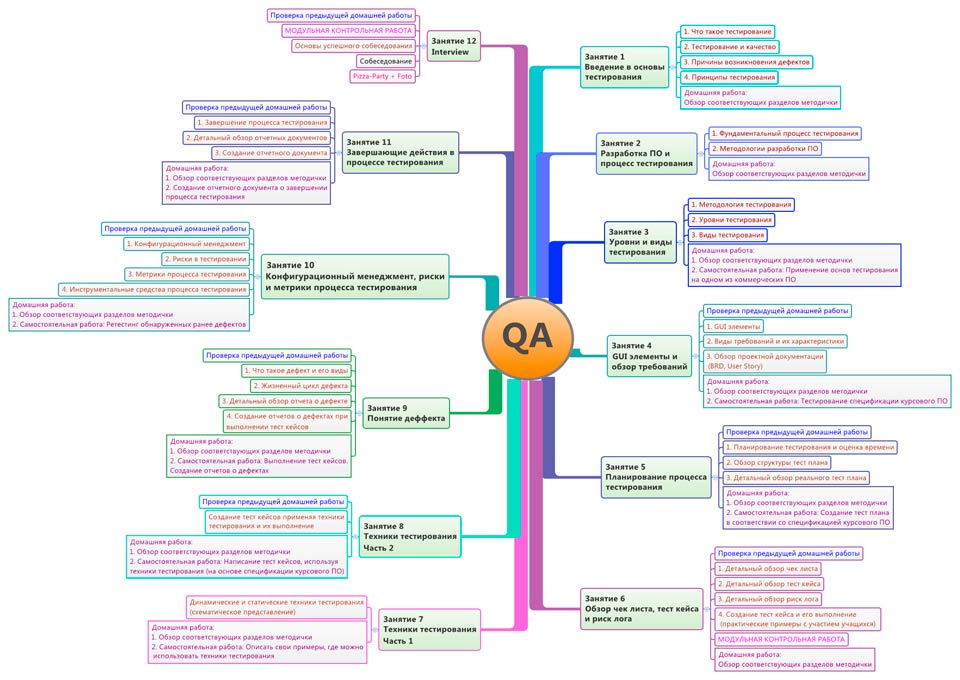 QA
Занятие 1
Введение в основы
тестирования
1. Что такое тестирование
2. Тестирование и качество
3. Причины возникновения дефектов
4. Принципы тестирования
Домашняя работа:
Обзор соответствующих разделов методички
Занятие 2
Разработка ПО и
процесс тестирования
1. Фундаментальный процесс тестирования
2. Методологии разработки ПО
Домашняя работа:
Обзор соответствующих разделов методички
Занятие 3
Уровни и виды
тестирования
1. Методология тестирования
2. Уровни тестирования
3. Виды тестирования
Домашняя работа:
1. Обзор соответствующих разделов методички
2. Самостоятельная работа: Применение основ тестирования
на одном из коммерческих ПО
Занятие 4
GUI элементы и
обзор требований
Проверка предыдущей домашней работы
1. GUI элементы
2. Виды требований и их характеристики
3. Обзор проектной документации
(BRD, User Story)
Домашняя работа:
1. Обзор соответствующих разделов методички
2. Самостоятельная работа: Тестирование спецификации курсового ПО
Занятие 5
Планирование процесса
тестирования
Проверка предыдущей домашней работы
1. Планирование тестирования и оценка времени
2. Обзор структуры тест плана
3. Детальный обзор реального тест плана
Домашняя работа:
1. Обзор соответствующих разделов методички
2. Самостоятельная работа: Создание тест плана
в соответствии со спецификацией курсового ПО
Занятие 6
Обзор чек листа, тест кейса
и риск лога
Проверка предыдущей домашней работы
1. Детальный обзор чек листа
2. Детальный обзор тест кейса
3. Детальный обзор риск лога
4. Создание тест кейса и его выполнение
(практические примеры с участием учащихся)
МОДУЛЬНАЯ КОНТРОЛЬНАЯ РАБОТА
Домашняя работа:
Обзор соответствующих разделов методички
Занятие 7
Техники тестирования
Часть 1
Динамические и статические техники тестирования
(схематическое представление)
Домашняя работа:
1. Обзор соответствующих разделов методички
2. Самостоятельная работа: Описать свои примеры, где можно
использовать техники тестирования
Занятие 8
Техники тестирования
Часть 2
Проверка предыдущей домашней работы
Создание тест кейсов применяя техники
тестирования и их выполнение
Домашняя работа:
1. Обзор соответствующих разделов методички
2. Самостоятельная работа: Написание тест кейсов, используя
техники тестирования (на основе спецификации курсового ПО)
Занятие 9
Понятие деффекта
Проверка предыдущей домашней работы
1. Что такое дефект и его виды
2. Жизненный цикл дефекта
3. Детальный обзор отчета о дефекте
4. Создание отчетов о дефектах при
выполнении тест кейсов
Домашняя работа:
1. Обзор соответствующих разделов методички
2. Самостоятельная работа: Выполнение тест кейсов.
Создание отчетов о дефектах
Занятие 10
Конфигурационный менеджмент, риски
и метрики процесса тестирования
Проверка предыдущей домашней работы
1. Конфигурационный менеджмент
2. Риски в тестировании
3. Метрики процесса тестирования
4. Инструментальные средства процесса тестирования
Домашняя работа:
1. Обзор соответствующих разделов методички
2. Самостоятельная работа: Ретестинг обнаруженных ранее дефектов
Занятие 11
Завершающие действия в
процессе тестирования
Проверка предыдущей домашней работы
1. Завершение процесса тестирования
2. Детальный обзор отчетных документов
3. Создание отчетного документа
Домашняя работа:
1. Обзор соответствующих разделов методички
2. Создание отчетного документа о завершении
процесса тестирования
Занятие 12
Interview
Проверка предыдущей домашней работы
МОДУЛЬНАЯ КОНТРОЛЬНАЯ РАБОТА
Основы успешного собеседования
Собеседование
Pizza-Party + Foto